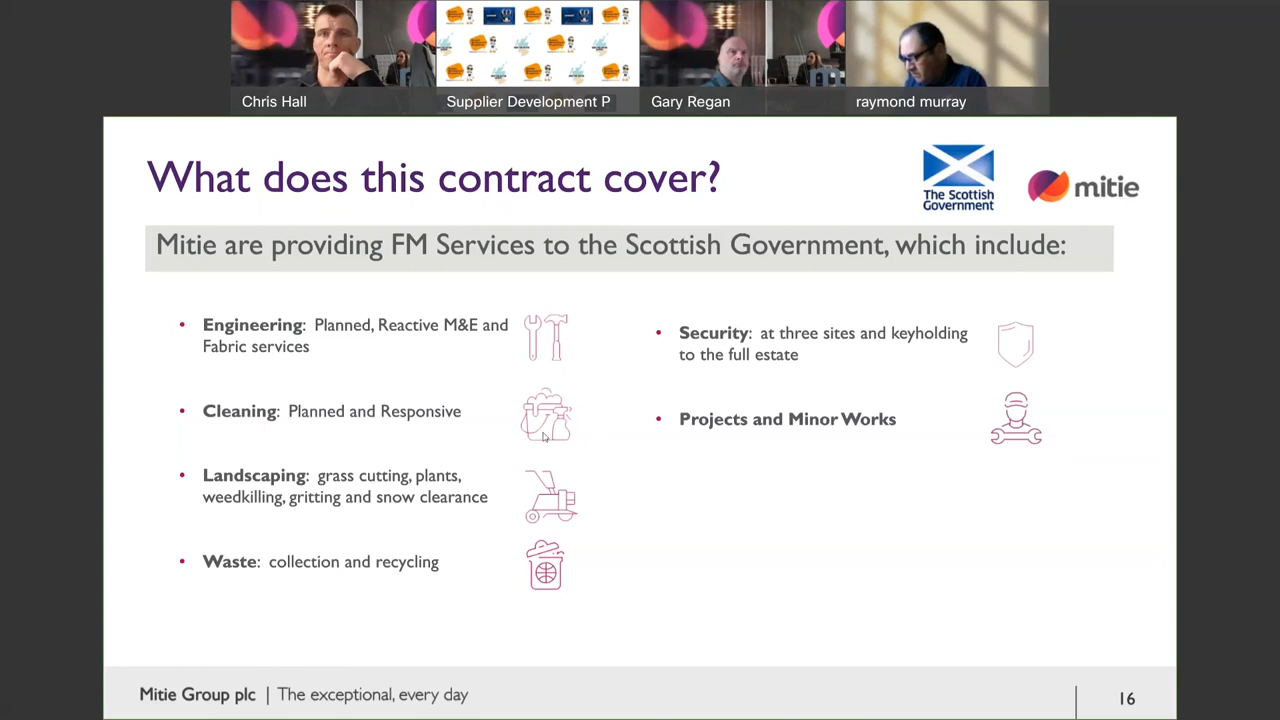 Chris Hall
Supplier Development P
Gary Regan
raymond murray
What does this contract cover?
The Scottish
Government
mitie
Mitie are providing FM Services to the Scottish Government, which include:
• Engineering: Planned, Reactive M&E and
Fabric services
• Cleaning: Planned and Responsive
• Landscaping: grass cutting, plants,
weedkilling, gritting and snow clearance
• Waste: collection and recycling
• Security: at three sites and keyholding
to the full estate
• Projects and Minor Works
Mitie Group plc | The exceptional, every day
16